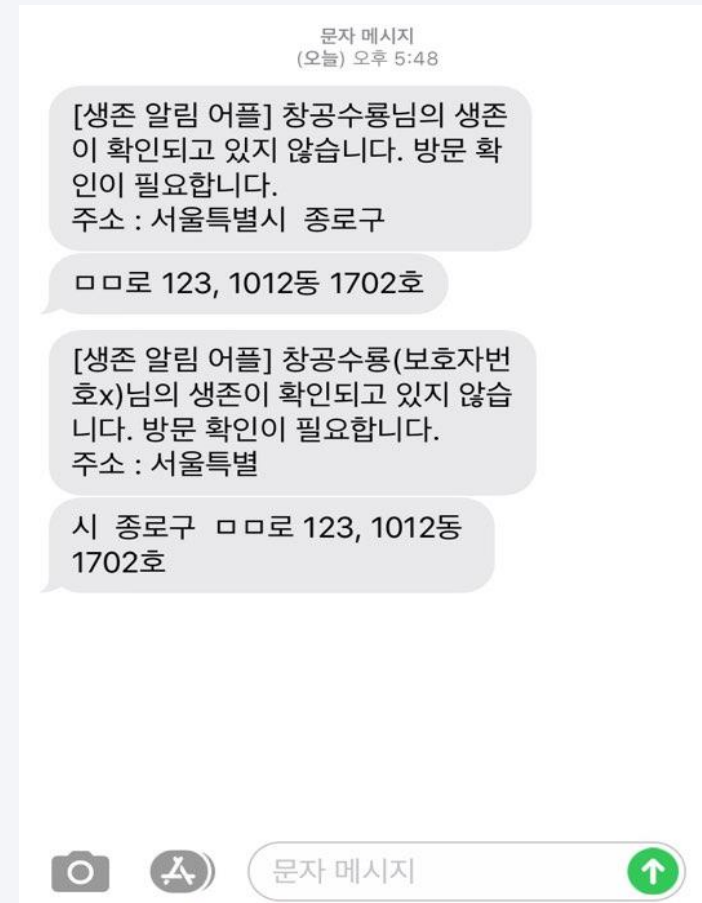 문자 메시지
(오늘) 오후 5:48
[생존 알림 어플] 창공수룡님의 생존
이 확인되고 있지 않습니다. 방문 확
인이 필요합니다.
주소 : 서울특별시  종로구
ㅁㅁ로 123, 1012동 1702호
[생존 알림 어플] 창공수룡(보호자번
호x)님의 생존이 확인되고 있지 않습
니다. 방문 확인이 필요합니다.
주소 : 서울특별
시  종로구  ㅁㅁ로 123, 1012동
1702호
문자 메시지